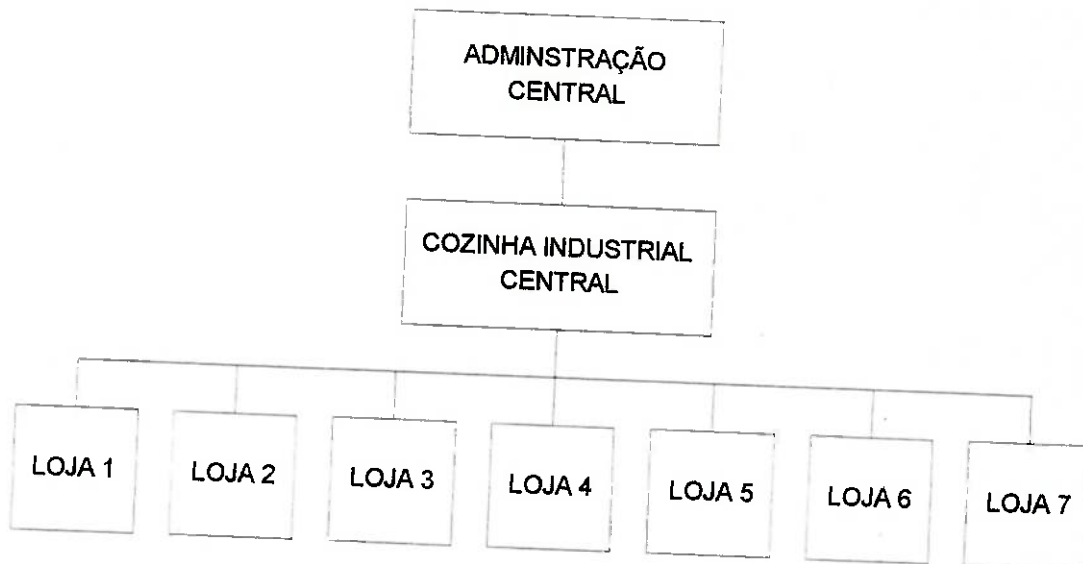 ADMINSTRAÇÃO
CENTRAL
COZINHA INDUSTRIAL
CENTRAL
LOJA 1
LOJA 2
LOJA 3
LOJA 4
LOJA 5
LOJA 6
LOJA 7